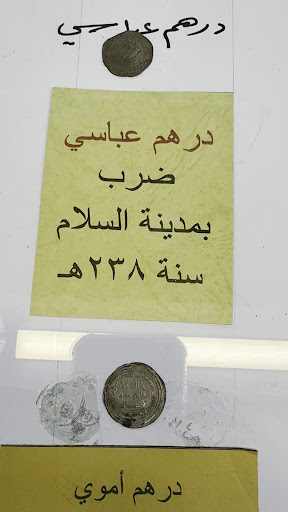 درهم عباسي
درهم عباسي
ضرب
بمدينة السلام
سنة ٢٣٨هـ
درهم أموي